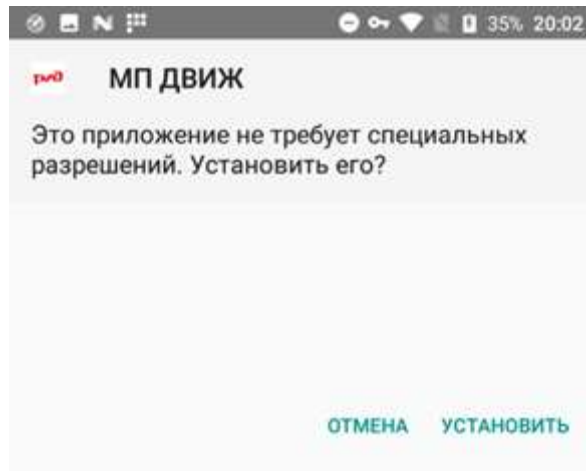 35% 20:02
МП ДВИЖ
Это приложение не требует специальных
разрешений. Установить его?
ОТМЕНА УСТАНОВИТЬ